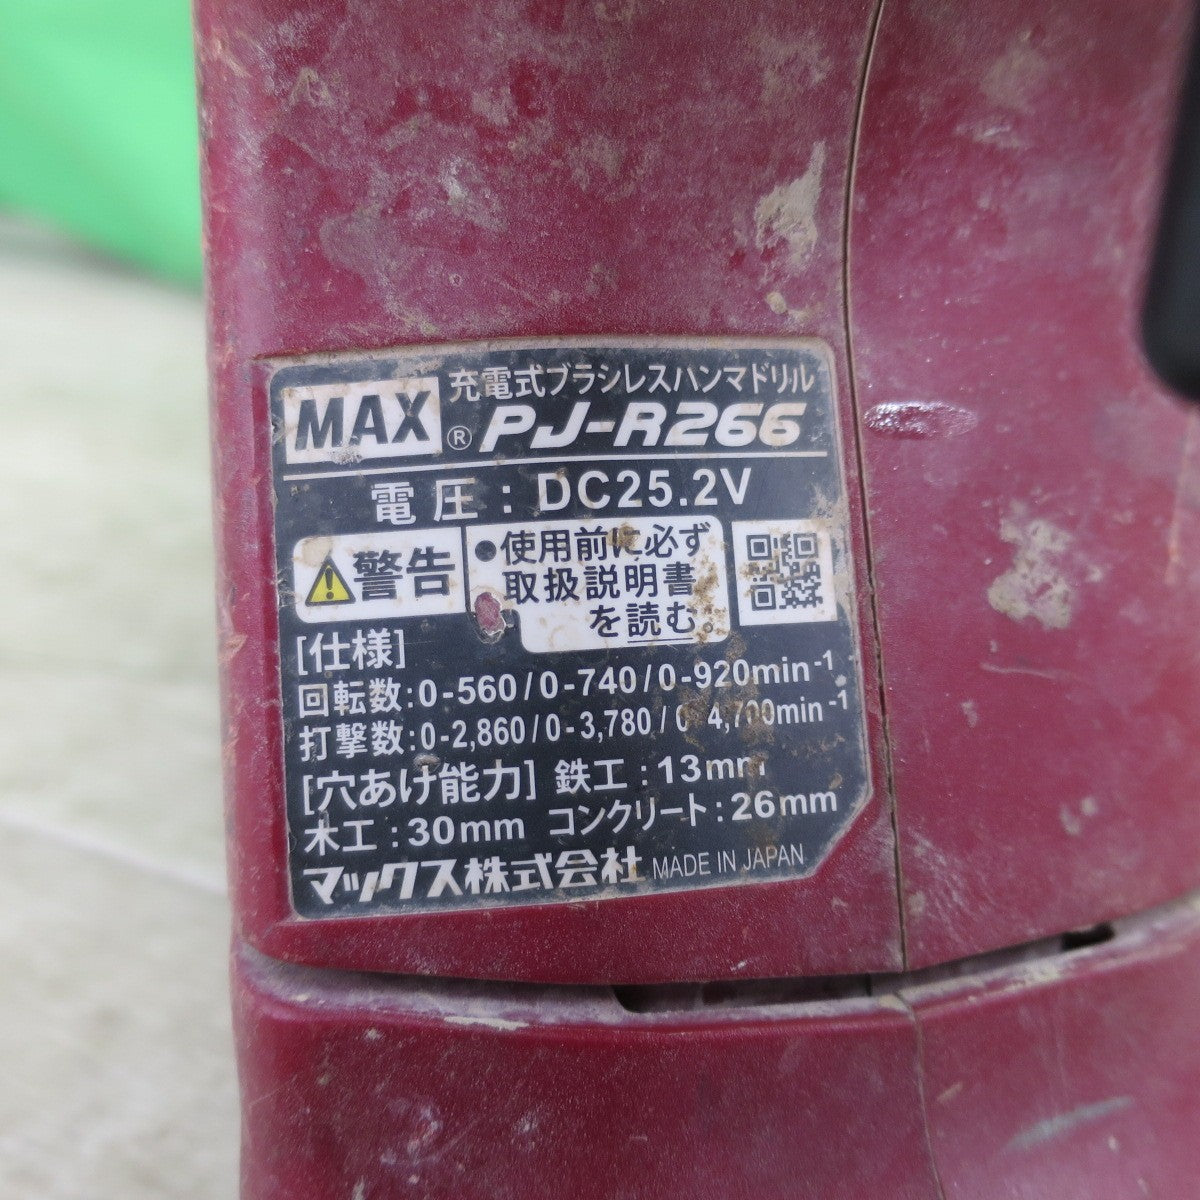 充電式ブラシレスハンマドリル
MAX® PJ-R266
電圧：DC25.2V
警告
●使用前に必ず
取扱説明書
を読む。
[仕様]
回転数:0-560/0-740/0-920min⁻¹
打撃数:0-2,860/0-3,780/0-4,700min⁻¹
[穴あけ能力] 鉄工：13mm
木工：30mm コンクリート：26mm
マックス株式会社 MADE IN JAPAN